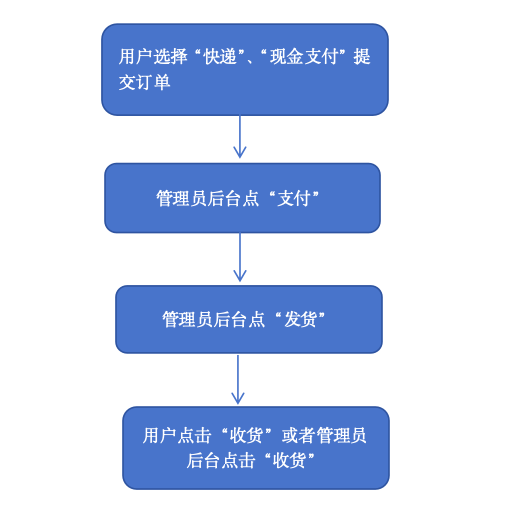 用户选择“快递”、“现金支付”提
交订单
管理员后台点“支付”
管理员后台点“发货”
用户点击“收货”或者管理员
后台点击“收货”